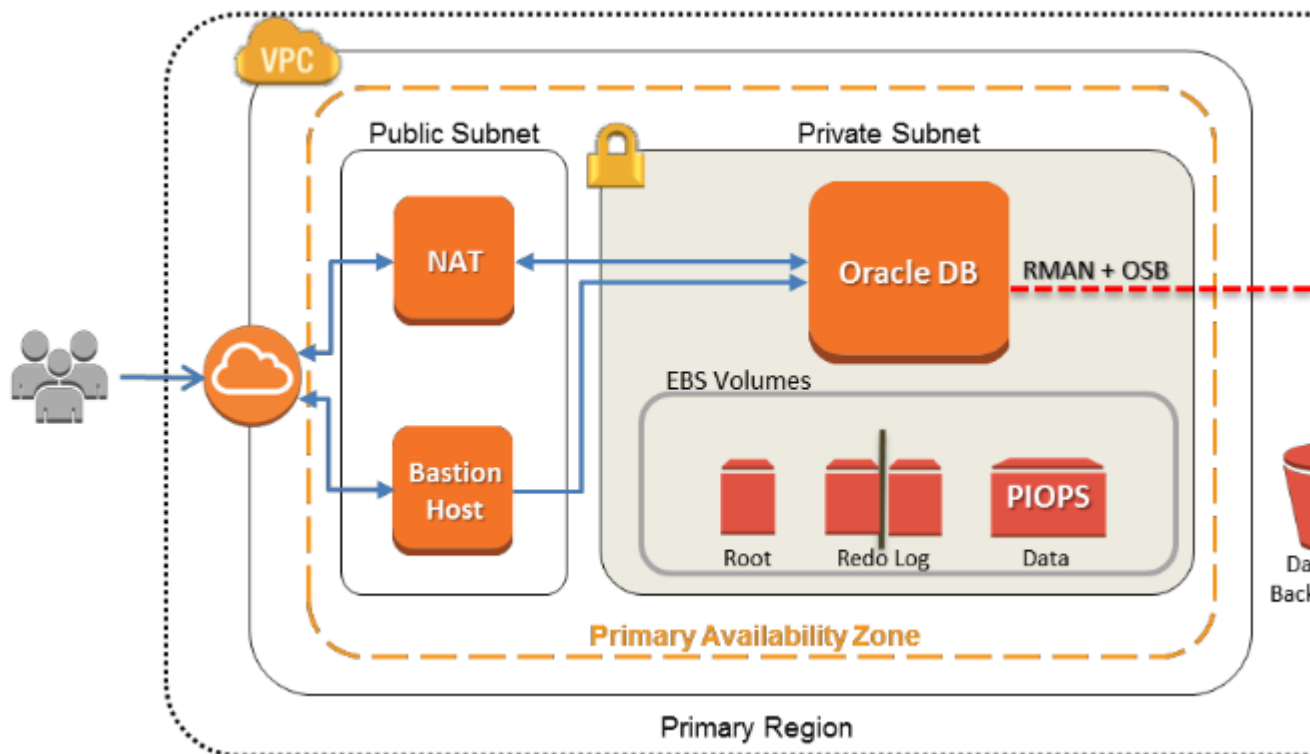 VPC
Public Subnet
Private Subnet
NAT
Oracle DB
RMAN + OSB
Bastion
Host
EBS Volumes
PIOPS
Root
Redo Log
Data
Primary Availability Zone
Primary Region